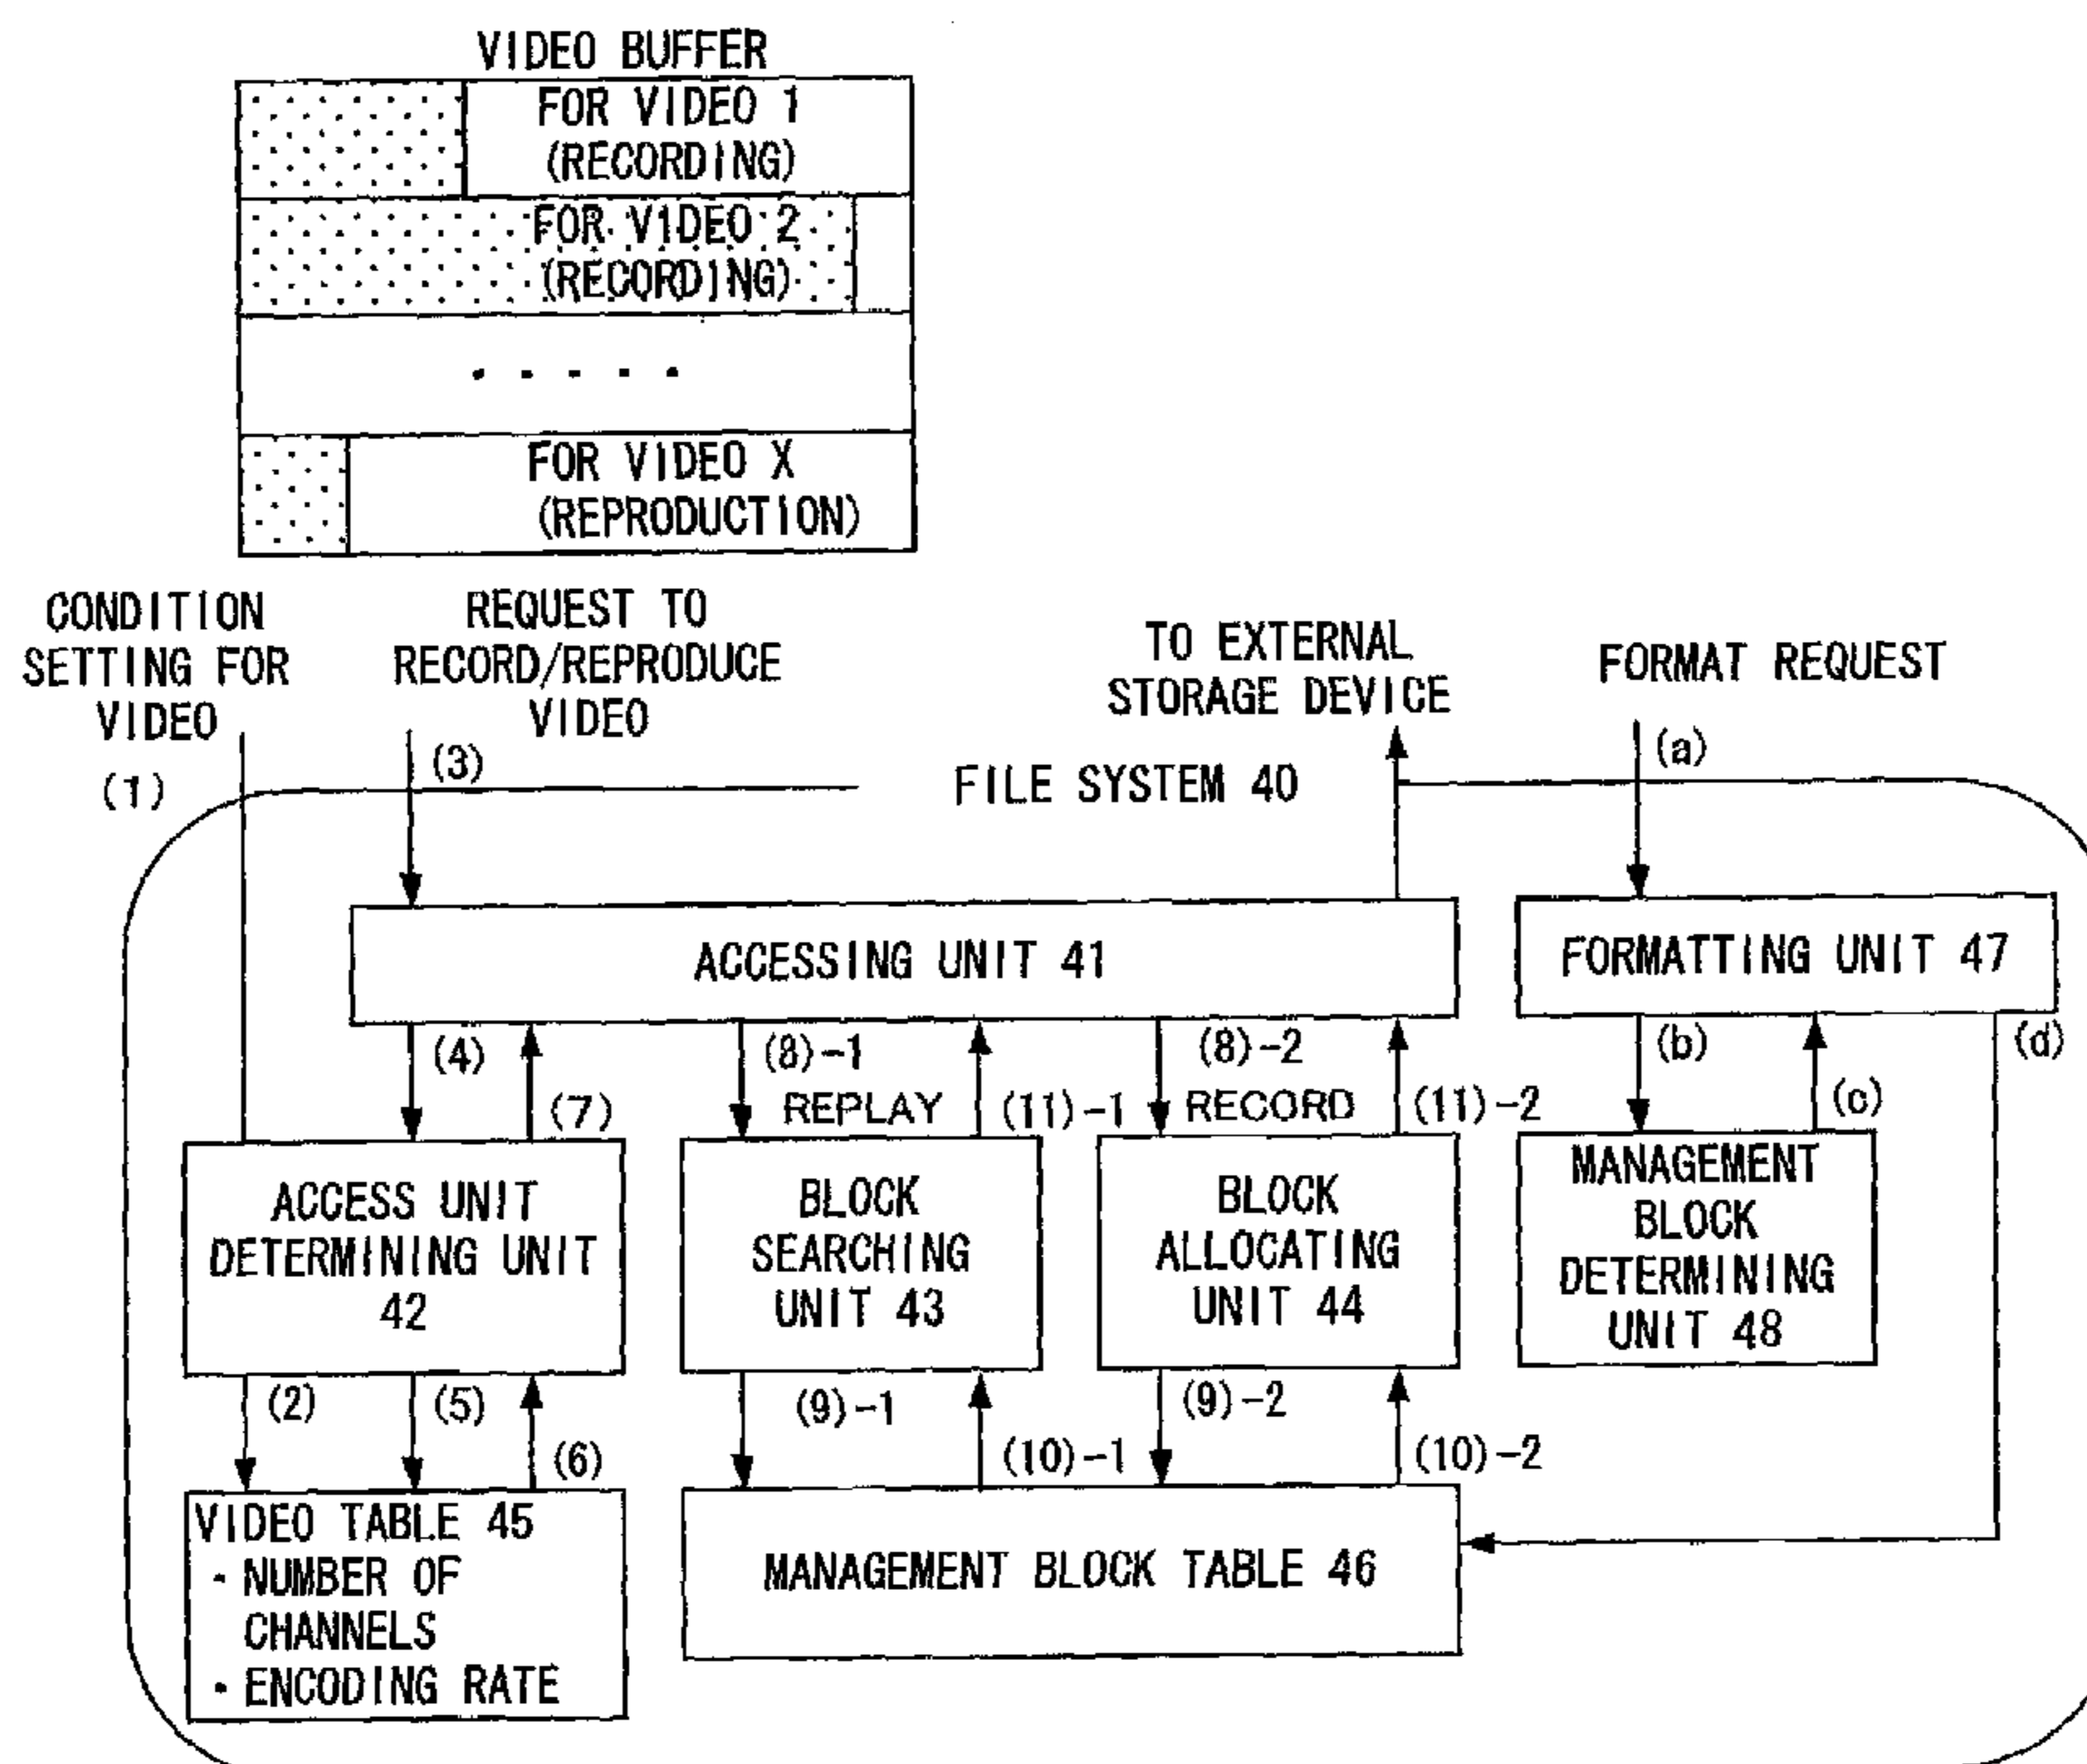 VIDEO BUFFER
FOR VIDEO 1
(RECORDING)
FOR VIDEO 2
(RECORDING)
FOR VIDEO X
(REPRODUCTION)
CONDITION
SETTING FOR
VIDEO
(1)
REQUEST TO
RECORD/REPRODUCE
VIDEO
(3)
TO EXTERNAL
STORAGE DEVICE
FORMAT REQUEST
(a)
FILE SYSTEM 40
ACCESSING UNIT 41
FORMATTING UNIT 47
(4)
(7)
(8)-1
REPLAY
(11)-1
(8)-2
RECORD
(11)-2
(b)
(c)
(d)
ACCESS UNIT
DETERMINING UNIT
42
BLOCK
SEARCHING
UNIT 43
BLOCK
ALLOCATING
UNIT 44
MANAGEMENT
BLOCK
DETERMINING
UNIT 48
(2)
(5)
(6)
(9)-1
(10)-1
(9)-2
(10)-2
VIDEO TABLE 45
· NUMBER OF
CHANNELS
· ENCODING RATE
MANAGEMENT BLOCK TABLE 46